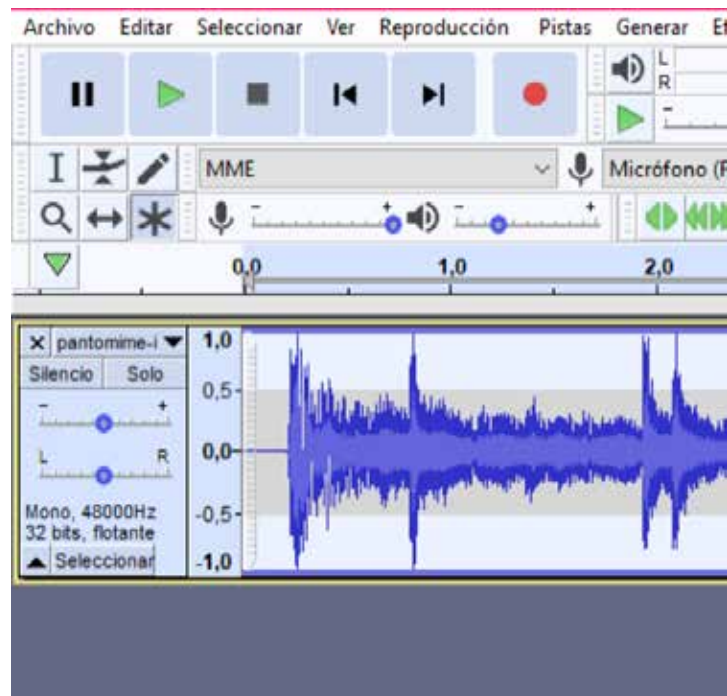 Archivo Editar Seleccionar Ver Reproducción Pistas Generar
L
R
MME Micrófono
0,0 1,0 2,0
× pantomime-i 1,0
Silencio Solo
0,5
- +
L R
0,0
Mono, 48000Hz
-0,5
32 bits, flotante
Seleccionar
-1,0